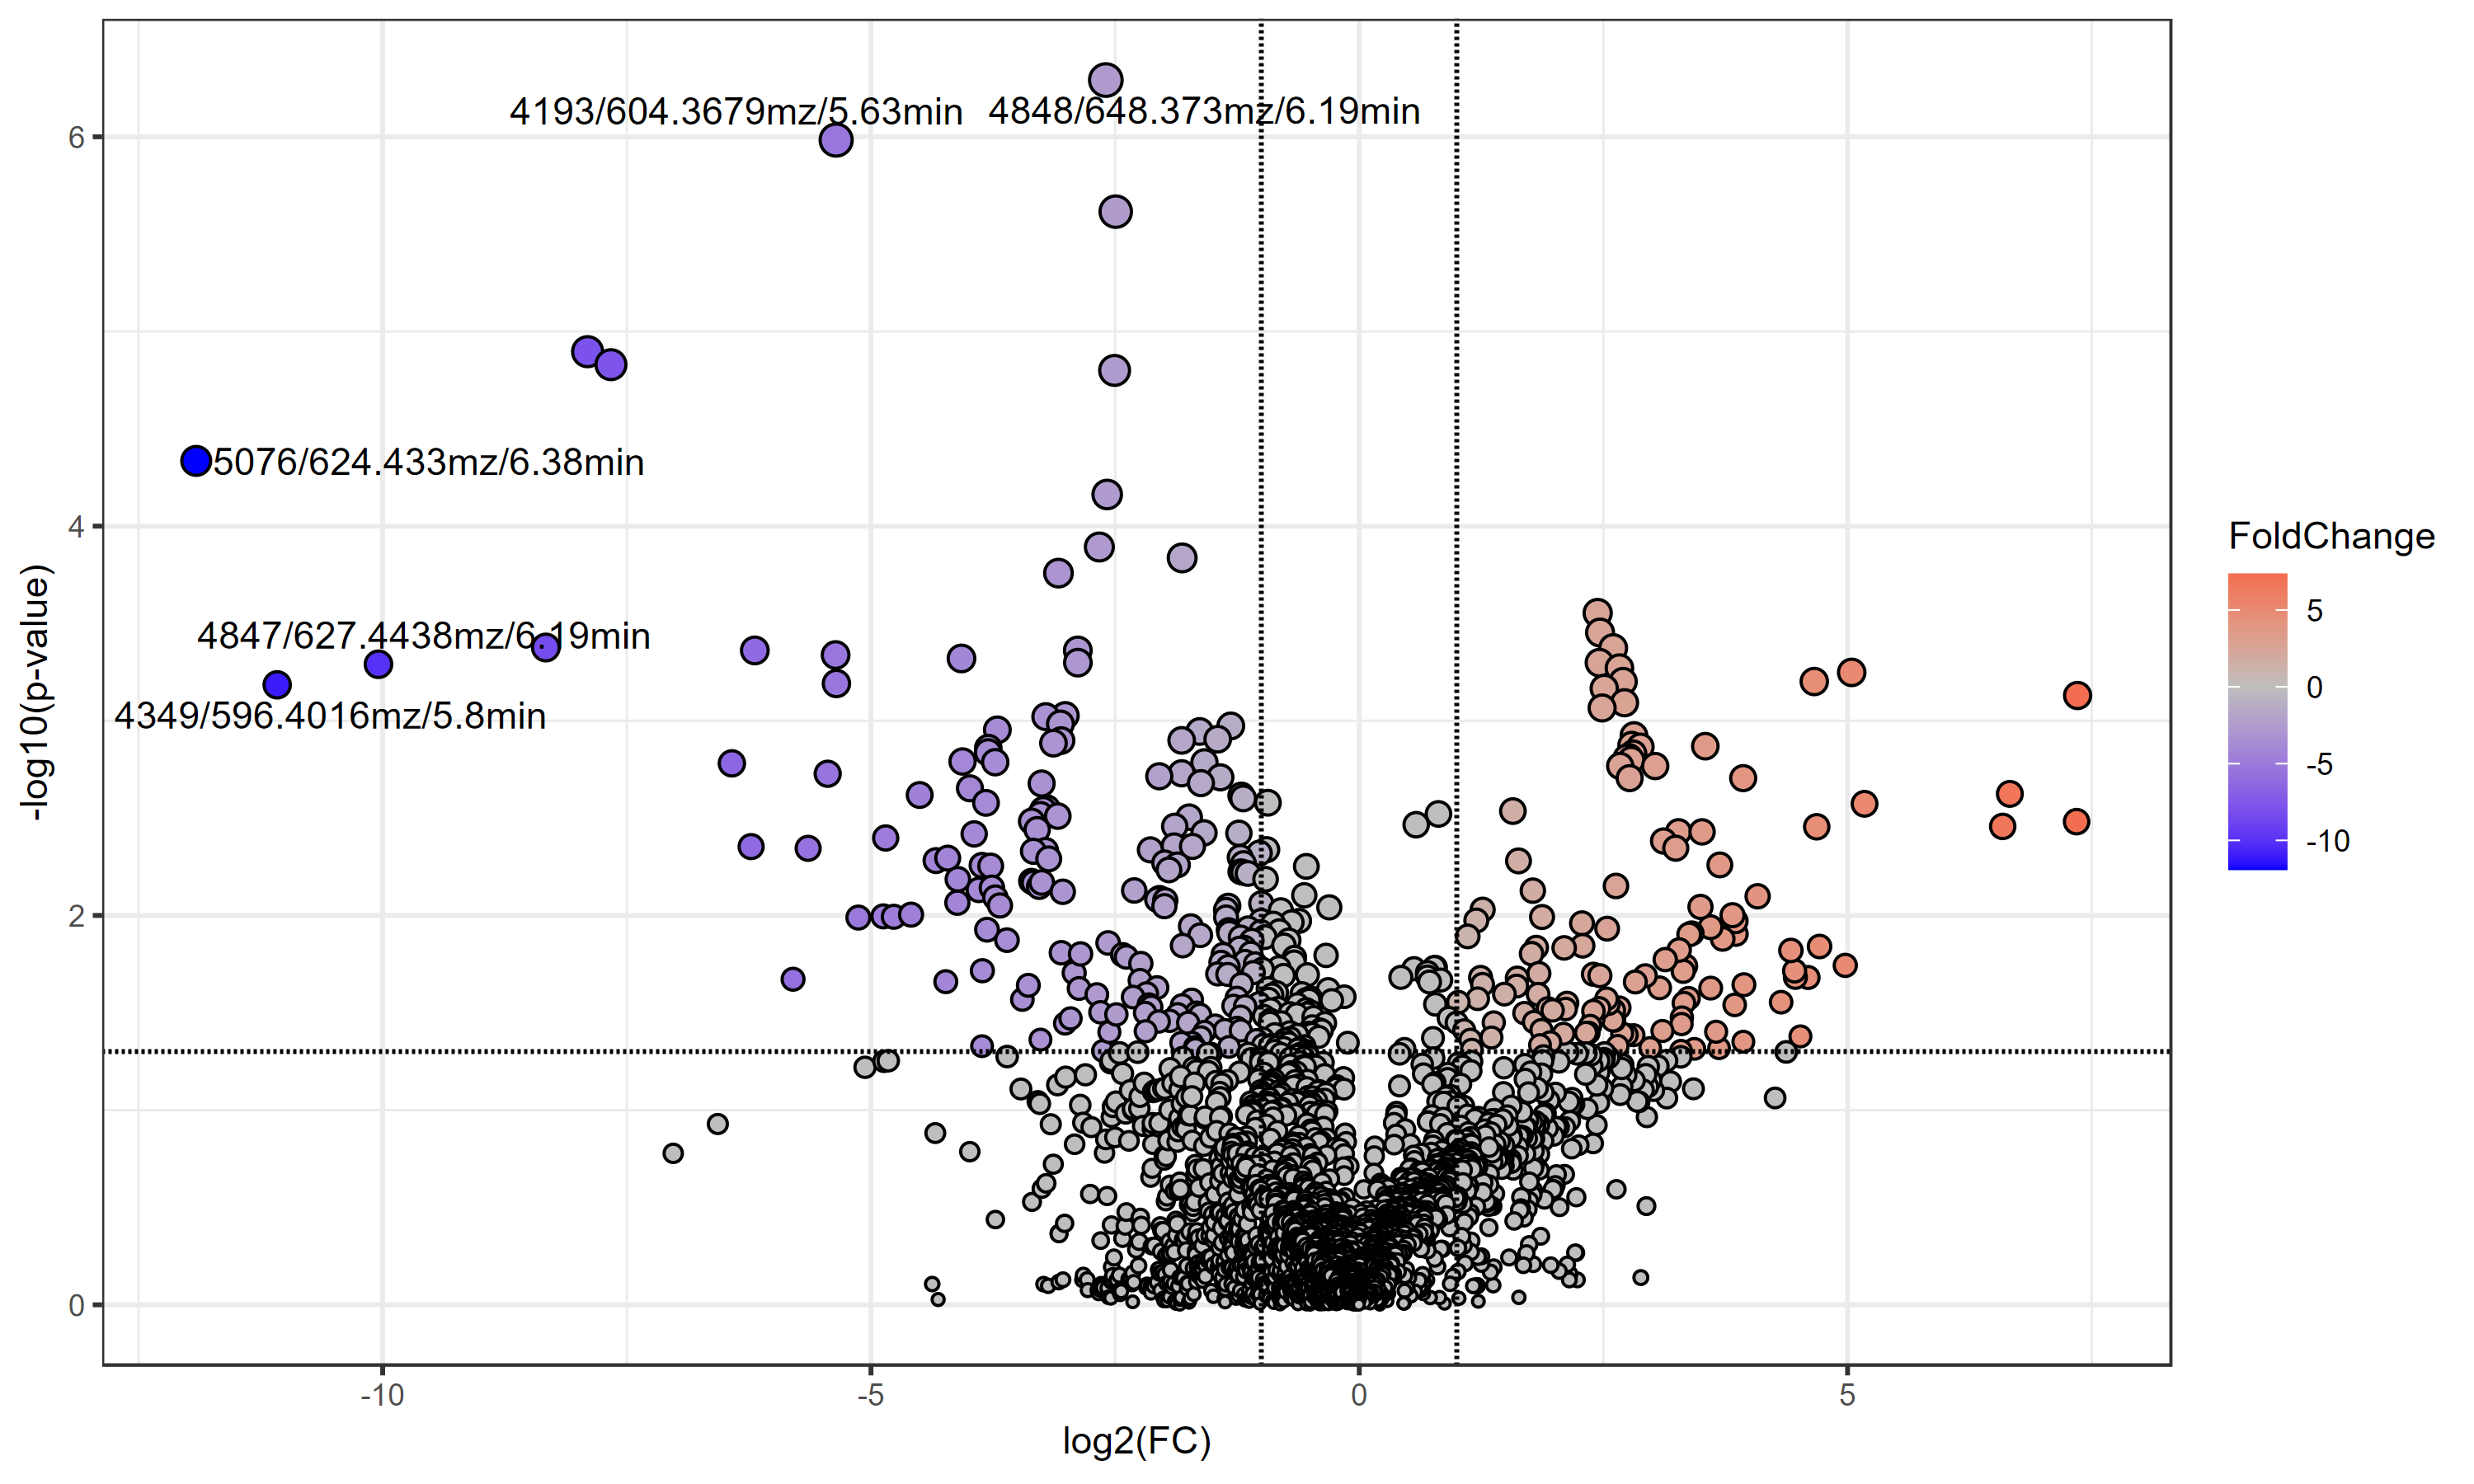 4193/604.3679mz/5.63min
4848/648.373mz/6.19min
5076/624.433mz/6.38min
4847/627.4438mz/6.19min
4349/596.4016mz/5.8min
6
4
2
0
-log10(p-value)
-10
-5
0
5
log2(FC)
FoldChange
5
0
-5
-10